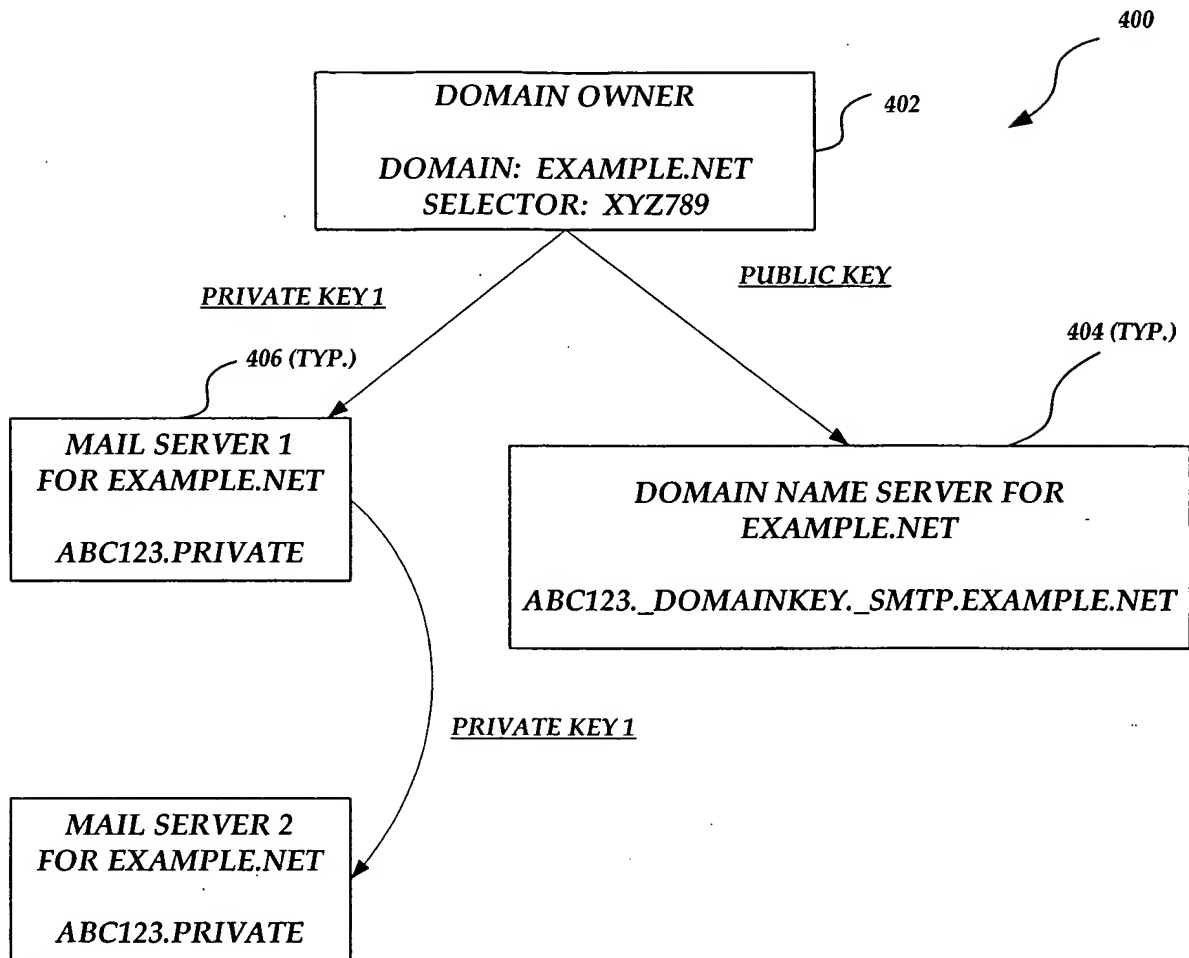 400
DOMAIN OWNER
402
DOMAIN: EXAMPLE.NET
SELECTOR: XYZ789
PUBLIC KEY
PRIVATE KEY 1
406 (TYP.)
404 (TYP.)
MAIL SERVER 1
FOR EXAMPLE.NET
ABC123.PRIVATE
DOMAIN NAME SERVER FOR
EXAMPLE.NET
ABC123._DOMAINKEY._SMTP.EXAMPLE.NET
PRIVATE KEY 1
MAIL SERVER 2
FOR EXAMPLE.NET
ABC123.PRIVATE